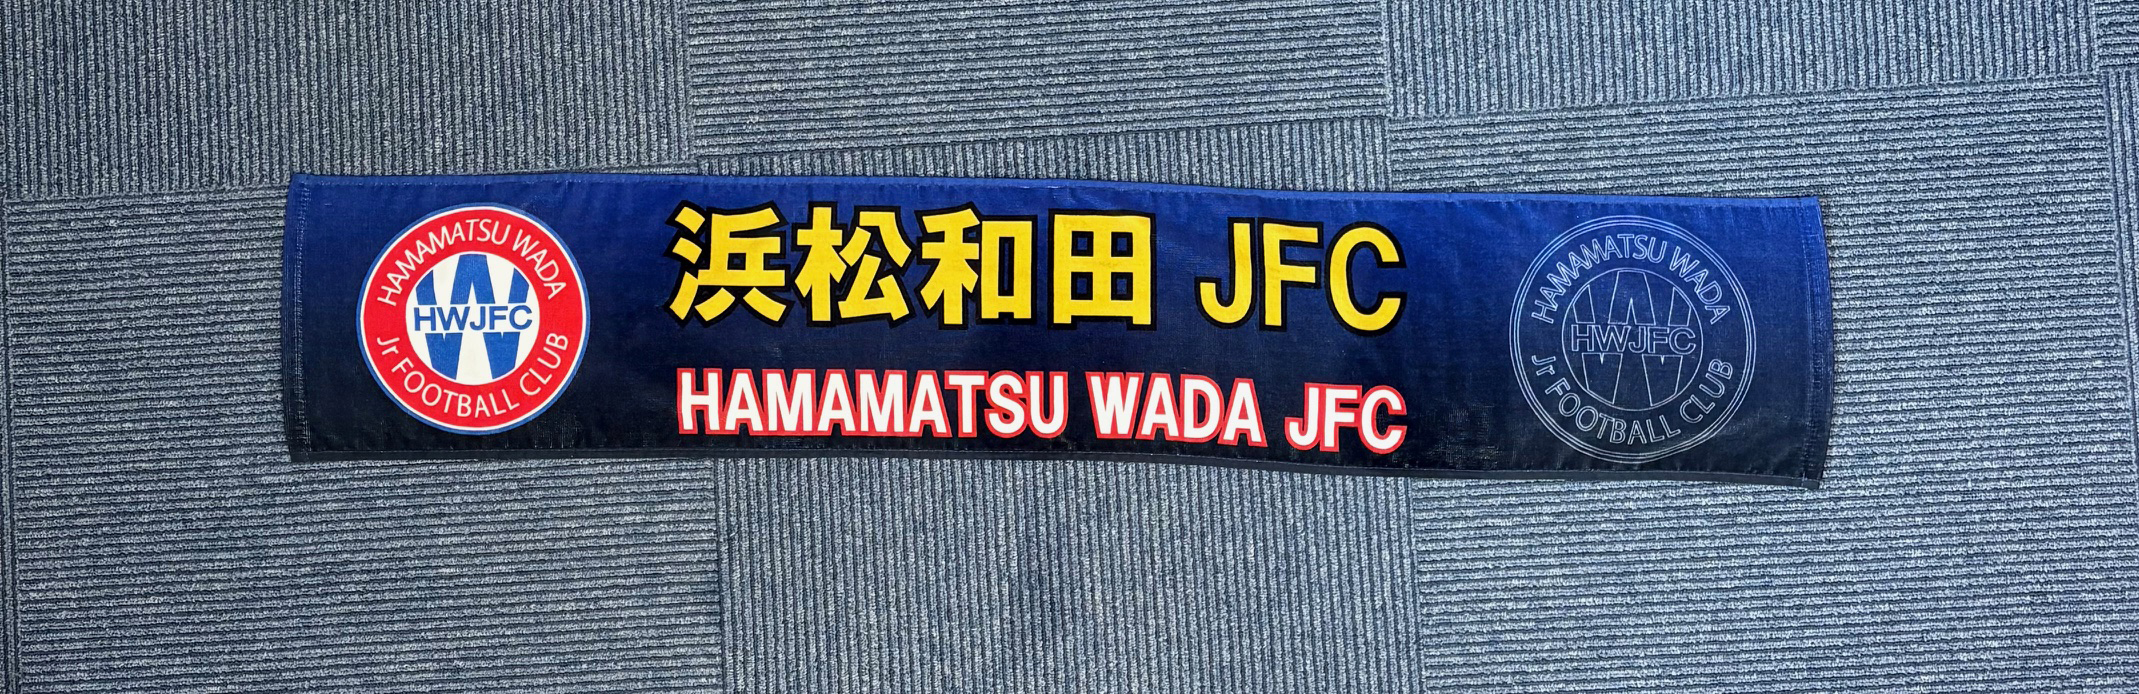 HAMAMATSU WADA
HWJFC
Jr FOOTBALL CLUB
浜松和田 JFC
HAMAMATSU WADA JFC
HAMAMATSU WADA
HWJFC
Jr FOOTBALL CLUB